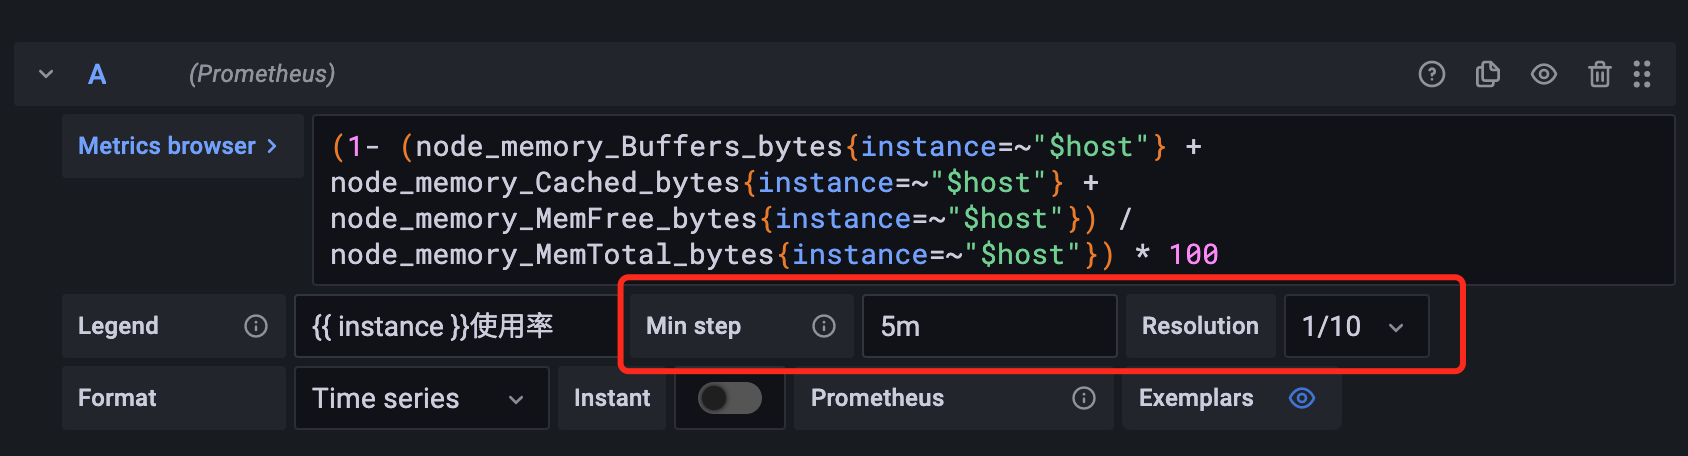 A (Prometheus)
Metrics browser >
(1- (node_memory_Buffers_bytes{instance=~"$host"} +
node_memory_Cached_bytes{instance=~"$host"} +
node_memory_MemFree_bytes{instance=~"$host"}) /
node_memory_MemTotal_bytes{instance=~"$host"}) * 100
Legend {{ instance }}使用率 Min step 5m Resolution 1/10
Format Time series Instant Prometheus Exemplars